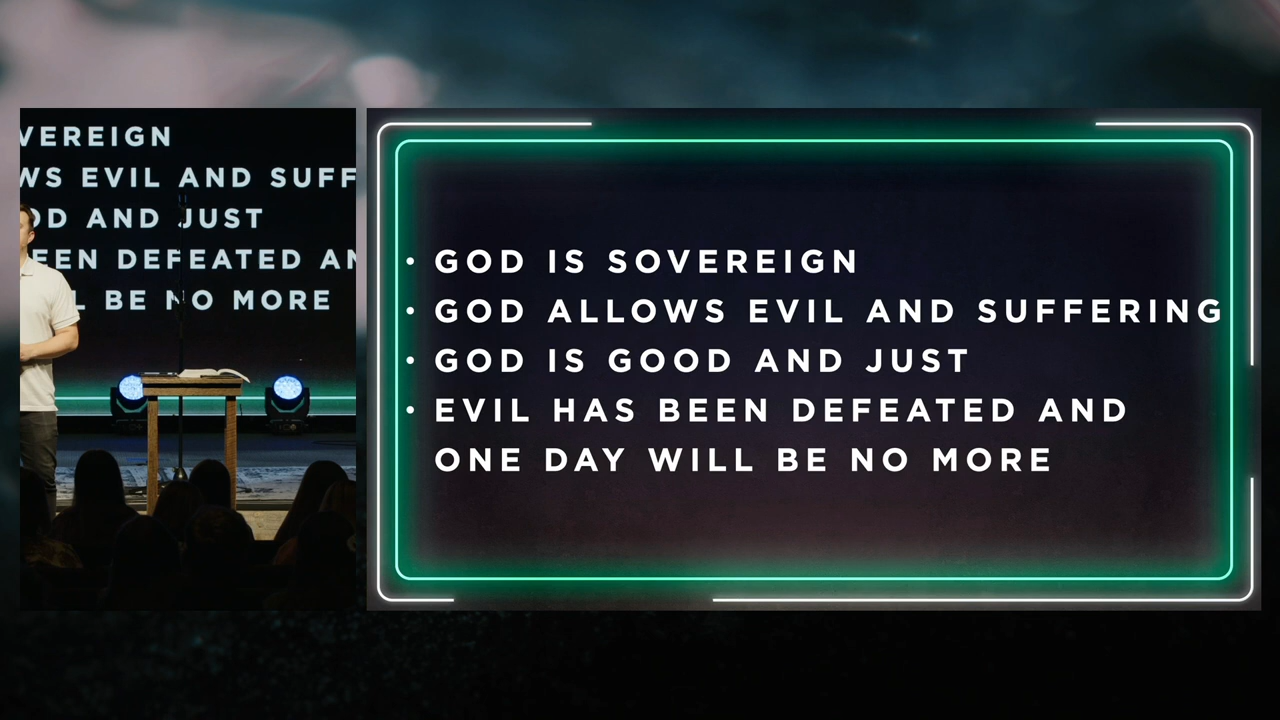 VEREIGN
WS EVIL AND SUFF
OD AND JUST
EEN DEFEATED AN
L BE NO MORE
• GOD IS SOVEREIGN
• GOD ALLOWS EVIL AND SUFFERING
• GOD IS GOOD AND JUST
• EVIL HAS BEEN DEFEATED AND
ONE DAY WILL BE NO MORE